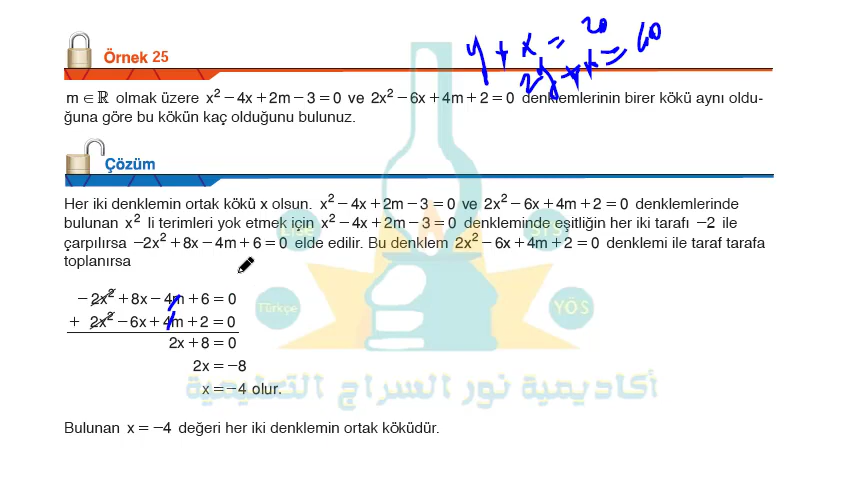 Örnek 25
y + x = 20
2y + x = 60
m ∈ ℝ olmak üzere x² − 4x + 2m − 3 = 0 ve 2x² − 6x + 4m + 2 = 0 denklemlerinin birer kökü aynı oldu-
ğuna göre bu kökün kaç olduğunu bulunuz.
Çözüm
Her iki denklemin ortak kökü x olsun. x² − 4x + 2m − 3 = 0 ve 2x² − 6x + 4m + 2 = 0 denklemlerinde
bulunan x² li terimleri yok etmek için x² − 4x + 2m − 3 = 0 denkleminde eşitliğin her iki tarafı −2 ile
çarpılırsa −2x² + 8x − 4m + 6 = 0 elde edilir. Bu denklem 2x² − 6x + 4m + 2 = 0 denklemi ile taraf tarafa
toplanırsa
− 2x² + 8x − 4m + 6 = 0
+ 2x² − 6x + 4m + 2 = 0
2x + 8 = 0
2x = −8
x = −4 olur.
Türkçe
YÖS
أكاديمية نور السراج التعليمية
Bulunan x = −4 değeri her iki denklemin ortak köküdür.